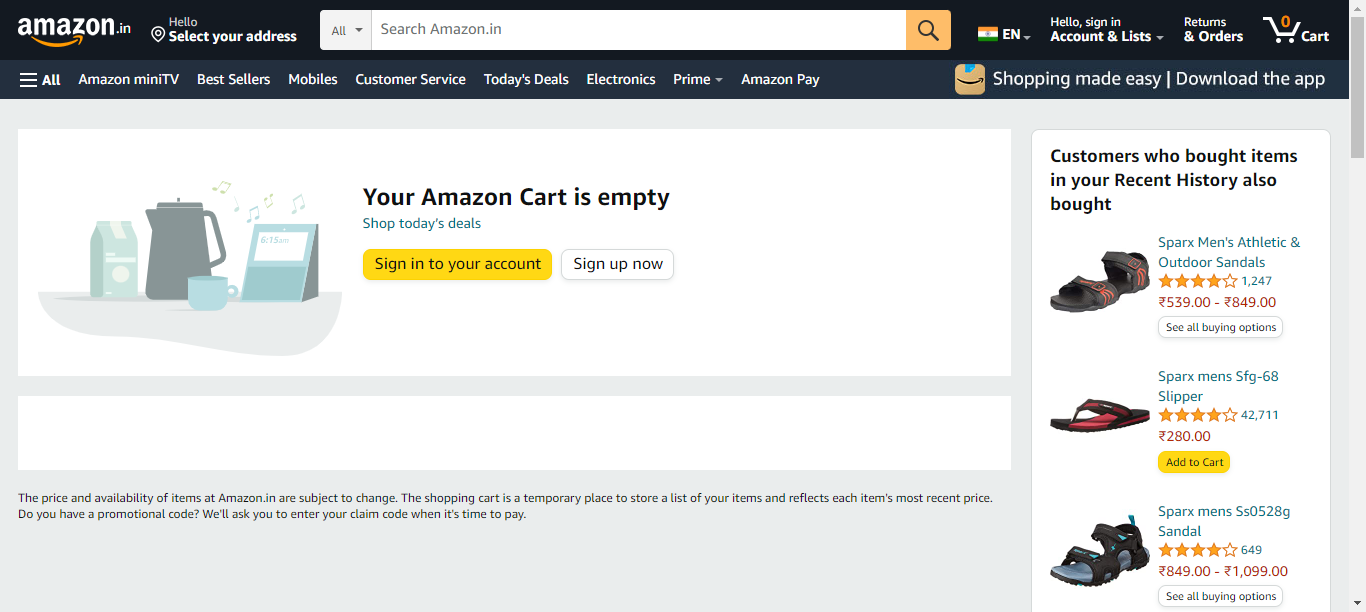 amazon.in
Hello
Select your address
All
Search Amazon.in
EN
Hello, sign in
Account & Lists
Returns
& Orders
0
Cart
All
Amazon miniTV
Best Sellers
Mobiles
Customer Service
Today's Deals
Electronics
Prime
Amazon Pay
Shopping made easy | Download the app
6:15am
Your Amazon Cart is empty
Shop today's deals
Sign in to your account
Sign up now
The price and availability of items at Amazon.in are subject to change. The shopping cart is a temporary place to store a list of your items and reflects each item's most recent price.
Do you have a promotional code? We'll ask you to enter your claim code when it's time to pay.
Customers who bought items
in your Recent History also
bought
Sparx Men's Athletic &
Outdoor Sandals
1,247
₹539.00 - ₹849.00
See all buying options
Sparx mens Sfg-68
Slipper
42,711
₹280.00
Add to Cart
Sparx mens Ss0528g
Sandal
649
₹849.00 - ₹1,099.00
See all buying options